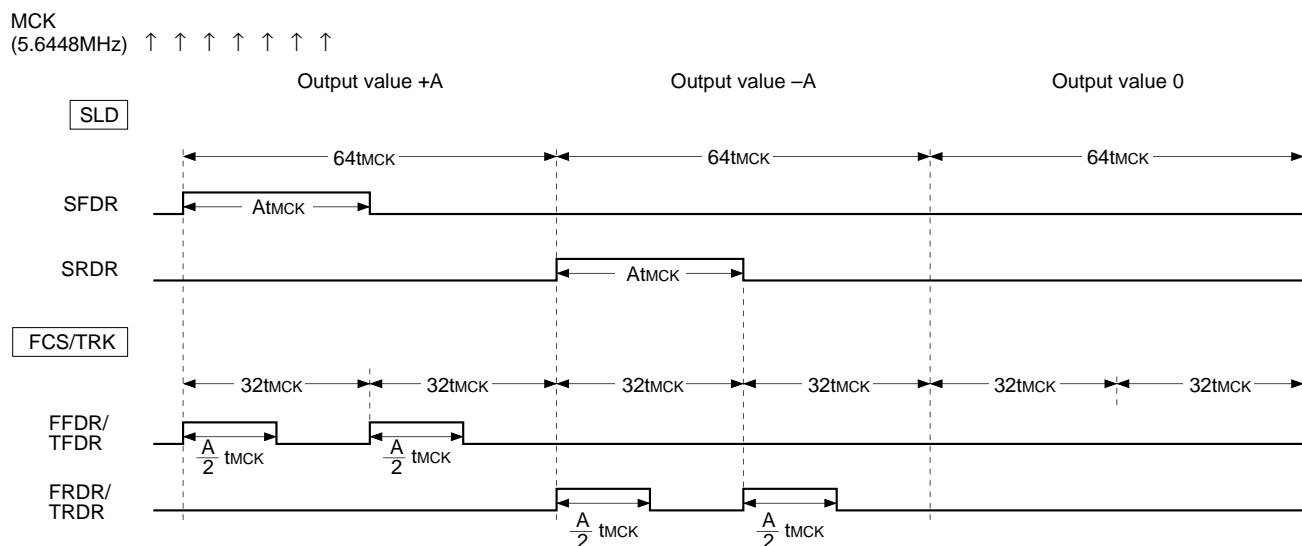 MCK
(5.6448MHz) ↑ ↑ ↑ ↑ ↑ ↑ ↑
Output value +A Output value –A Output value 0
SLD
64tMCK 64tMCK 64tMCK
SFDR
AtMCK
SRDR
AtMCK
FCS/TRK
32tMCK 32tMCK 32tMCK 32tMCK 32tMCK 32tMCK
FFDR/
TFDR
A/2 tMCK A/2 tMCK
FRDR/
TRDR
A/2 tMCK A/2 tMCK